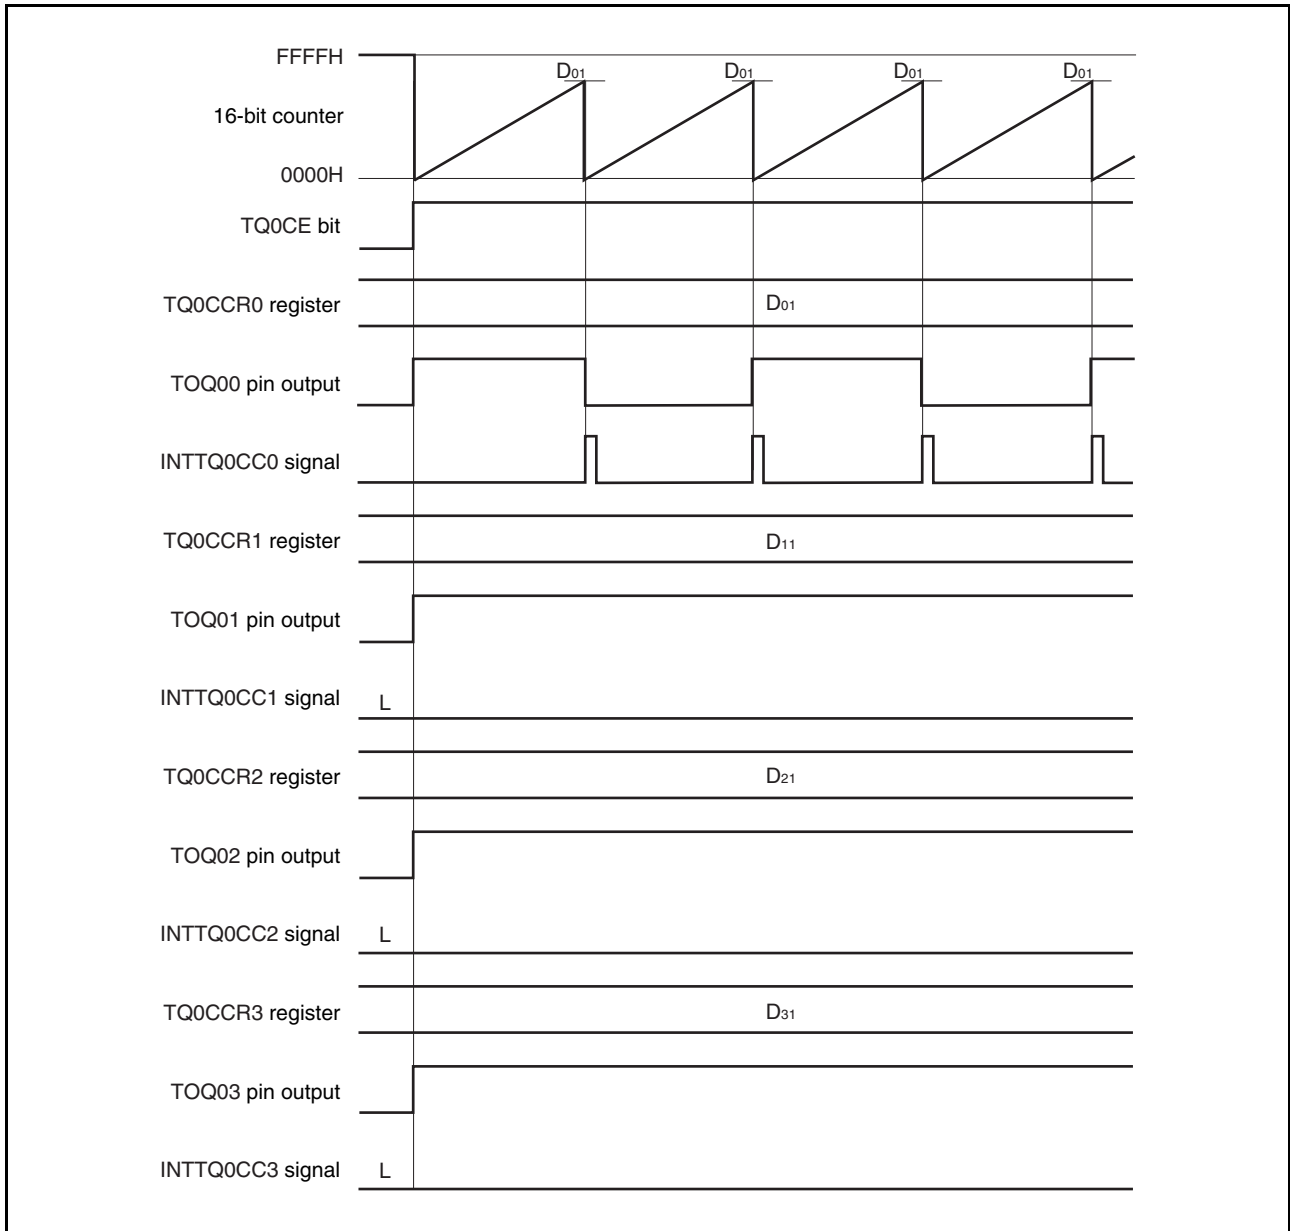 FFFFH
D01 D01 D01 D01
16-bit counter
0000H
TQ0CE bit
TQ0CCR0 register D01
TOQ00 pin output
INTTQ0CC0 signal
TQ0CCR1 register D11
TOQ01 pin output
INTTQ0CC1 signal L
TQ0CCR2 register D21
TOQ02 pin output
INTTQ0CC2 signal L
TQ0CCR3 register D31
TOQ03 pin output
INTTQ0CC3 signal L